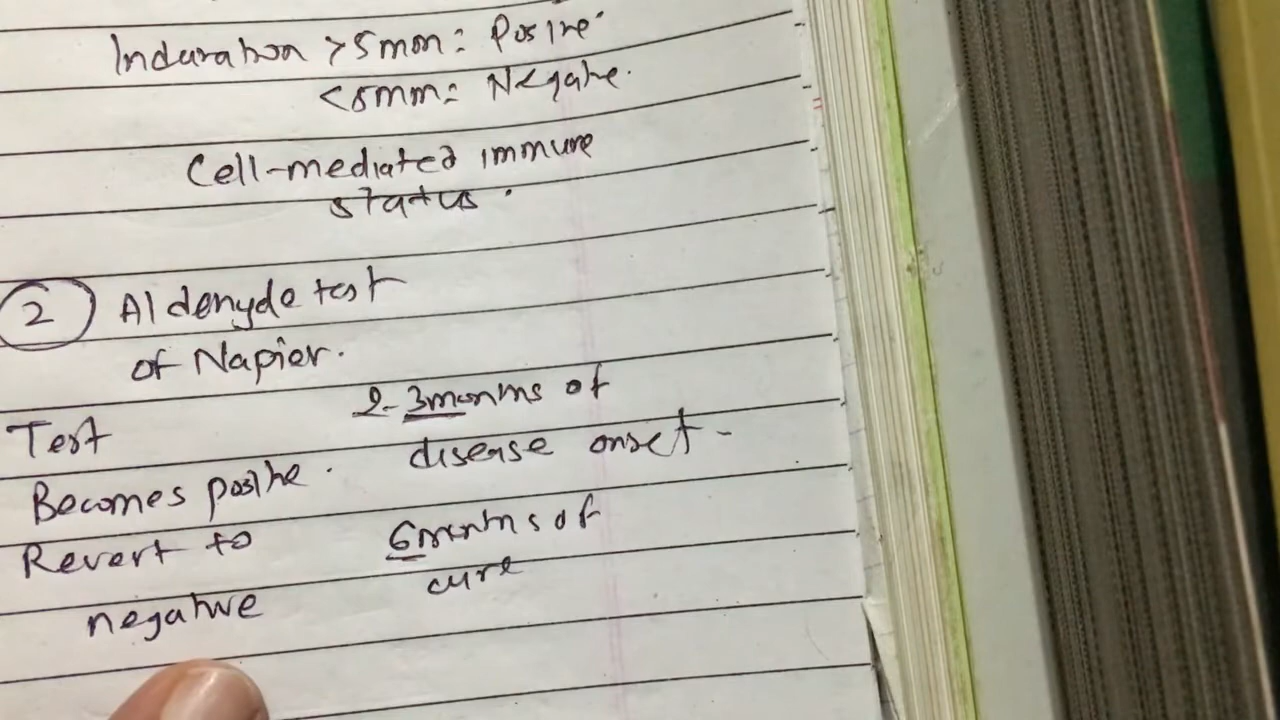 Induration >5mm = Positive
<5mm = Negative.
Cell-mediated immune
status.
2 Aldehyde test
of Napier.
2-3months of
Test
disease onset-
Becomes positive.
6months of
Revert to
cure
negative